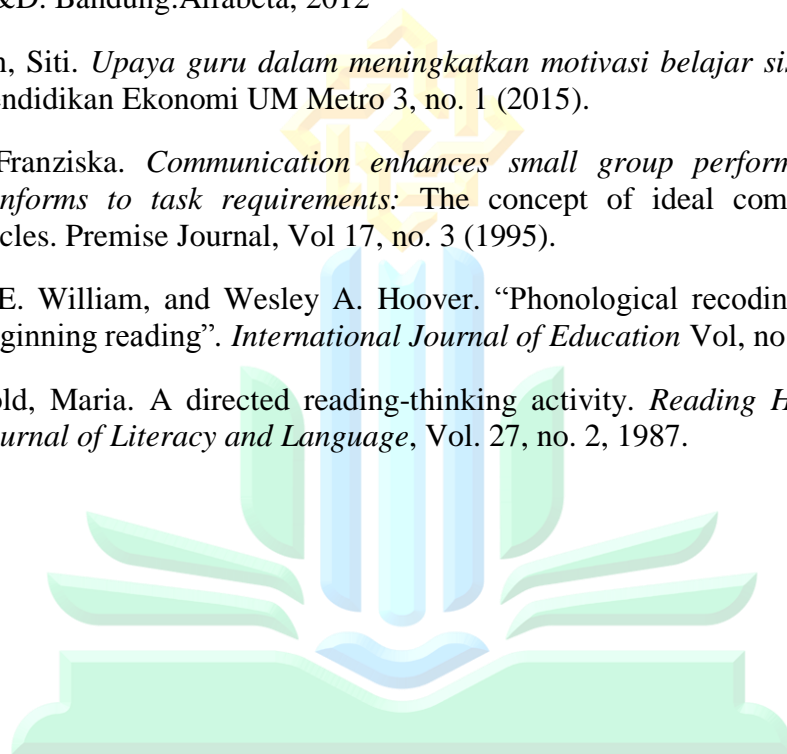 &D. Bandung:Alfabeta, 2012
n, Siti. Upaya guru dalam meningkatkan motivasi belajar sis
endidikan Ekonomi UM Metro 3, no. 1 (2015).
Franziska. Communication enhances small group perform
nforms to task requirements: The concept of ideal com
cles. Premise Journal, Vol 17, no. 3 (1995).
E. William, and Wesley A. Hoover. “Phonological recodin
ginning reading”. International Journal of Education Vol, no
old, Maria. A directed reading-thinking activity. Reading H
urnal of Literacy and Language, Vol. 27, no. 2, 1987.